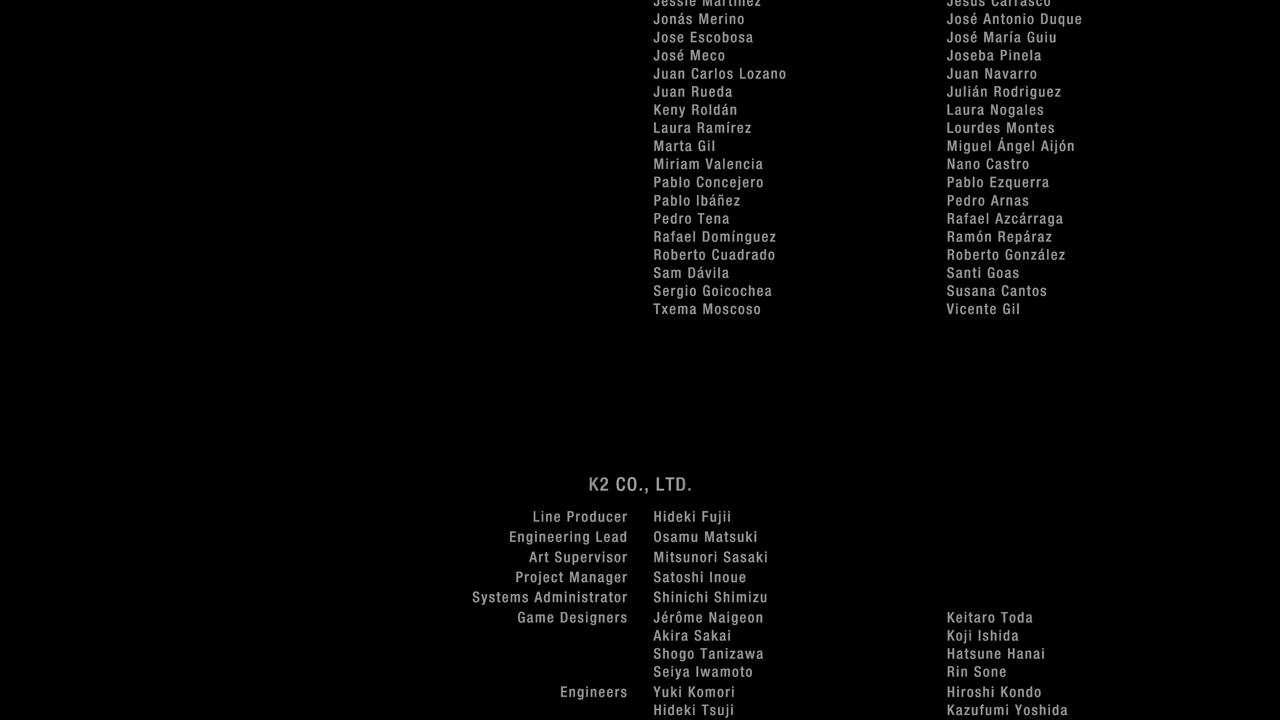 Jessie Martínez Jesús Carrasco
Jonás Merino José Antonio Duque
Jose Escobosa José María Guiu
José Meco Joseba Pinela
Juan Carlos Lozano Juan Navarro
Juan Rueda Julián Rodriguez
Keny Roldán Laura Nogales
Laura Ramírez Lourdes Montes
Marta Gil Miguel Ángel Aijón
Miriam Valencia Nano Castro
Pablo Concejero Pablo Ezquerra
Pablo Ibáñez Pedro Arnas
Pedro Tena Rafael Azcárraga
Rafael Domínguez Ramón Repáraz
Roberto Cuadrado Roberto González
Sam Dávila Santi Goas
Sergio Goicochea Susana Cantos
Txema Moscoso Vicente Gil
K2 CO., LTD.
Line Producer Hideki Fujii
Engineering Lead Osamu Matsuki
Art Supervisor Mitsunori Sasaki
Project Manager Satoshi Inoue
Systems Administrator Shinichi Shimizu
Game Designers Jérôme Naigeon Keitaro Toda
Akira Sakai Koji Ishida
Shogo Tanizawa Hatsune Hanai
Seiya Iwamoto Rin Sone
Engineers Yuki Komori Hiroshi Kondo
Hideki Tsuji Kazufumi Yoshida